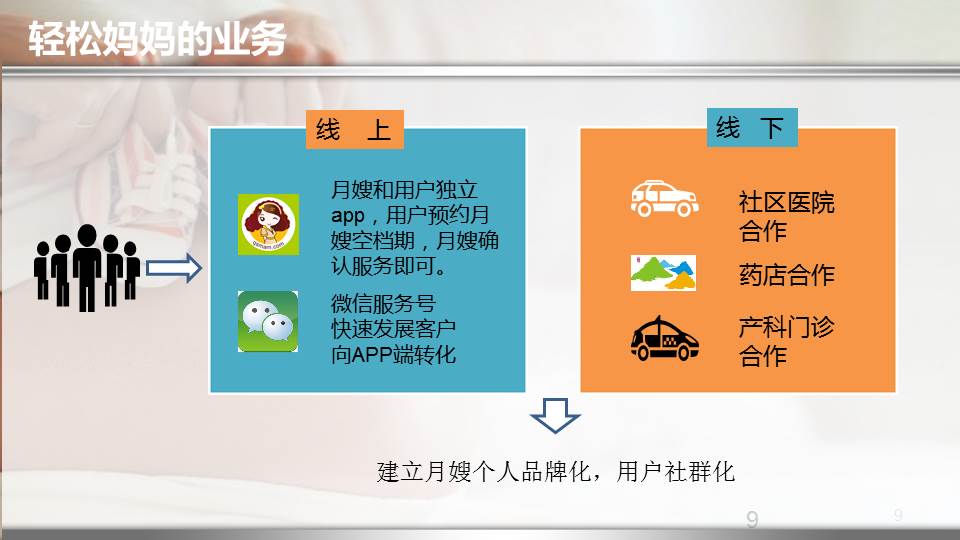 轻松妈妈的业务
线 上
月嫂和用户独立
app，用户预约月
嫂空档期，月嫂确
认服务即可。
qsmam.com
微信服务号
快速发展客户
向APP端转化
线 下
社区医院
合作
药店合作
产科门诊
合作
建立月嫂个人品牌化，用户社群化
9
9